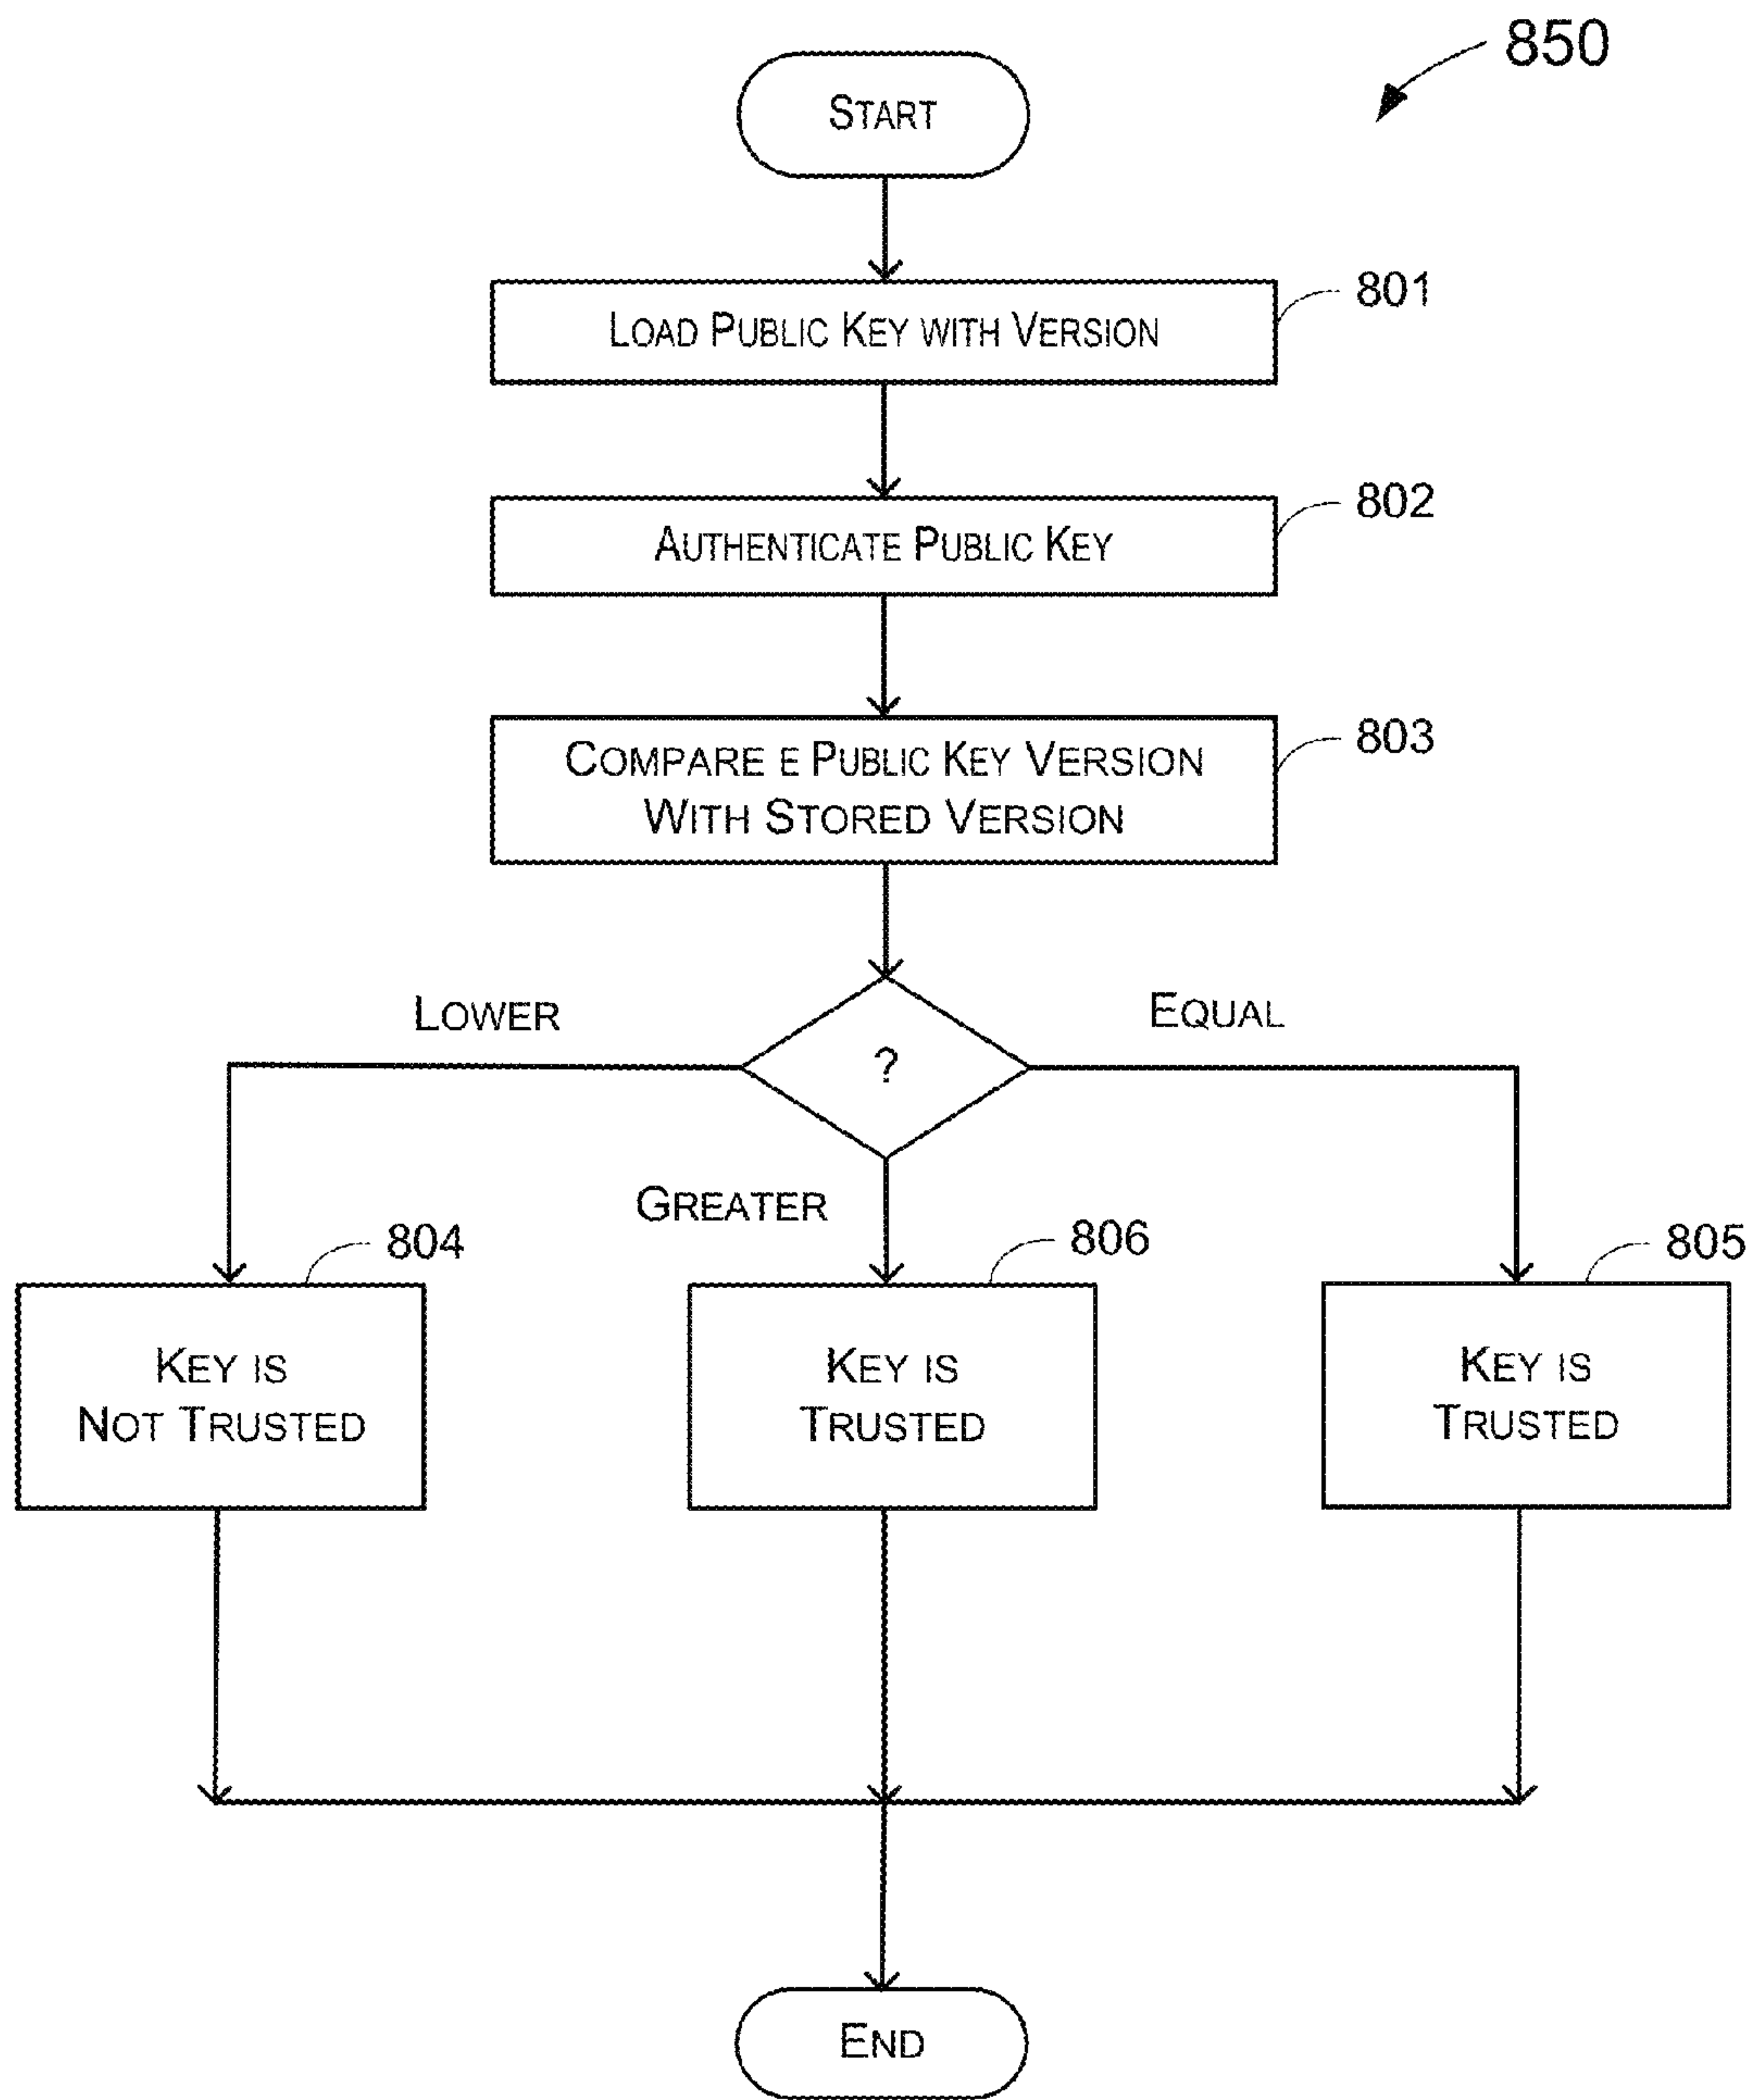 850
START
LOAD PUBLIC KEY WITH VERSION
801
AUTHENTICATE PUBLIC KEY
802
COMPARE E PUBLIC KEY VERSION
WITH STORED VERSION
803
LOWER
?
EQUAL
GREATER
804
KEY IS
NOT TRUSTED
806
KEY IS
TRUSTED
805
KEY IS
TRUSTED
END